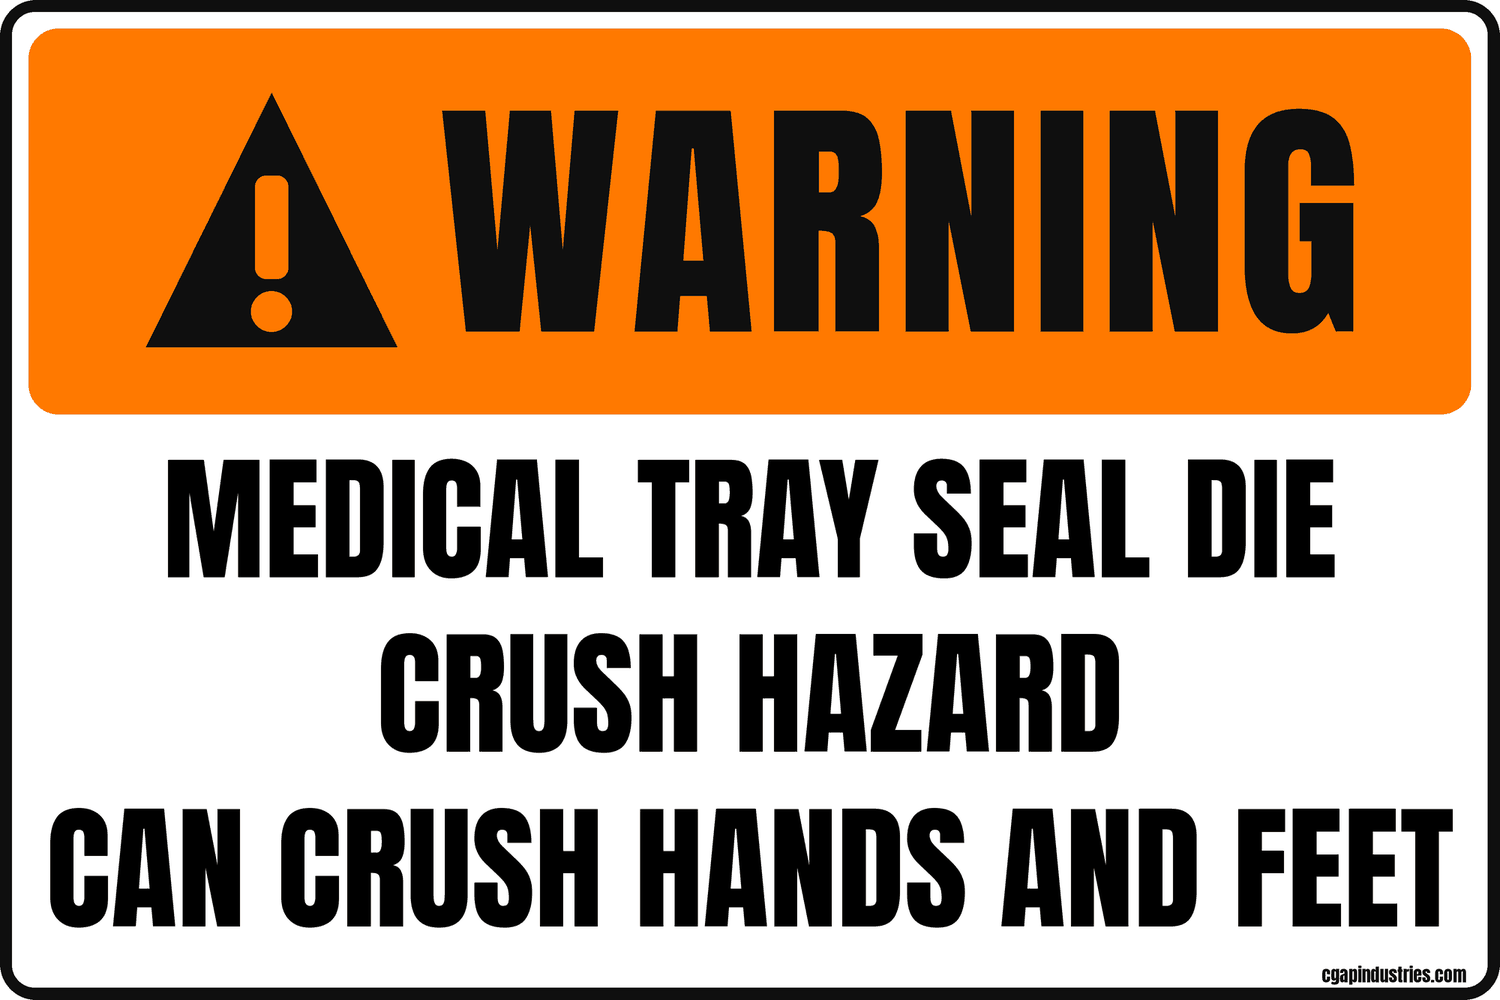 WARNING
MEDICAL TRAY SEAL DIE
CRUSH HAZARD
CAN CRUSH HANDS AND FEET
cgapindustries.com